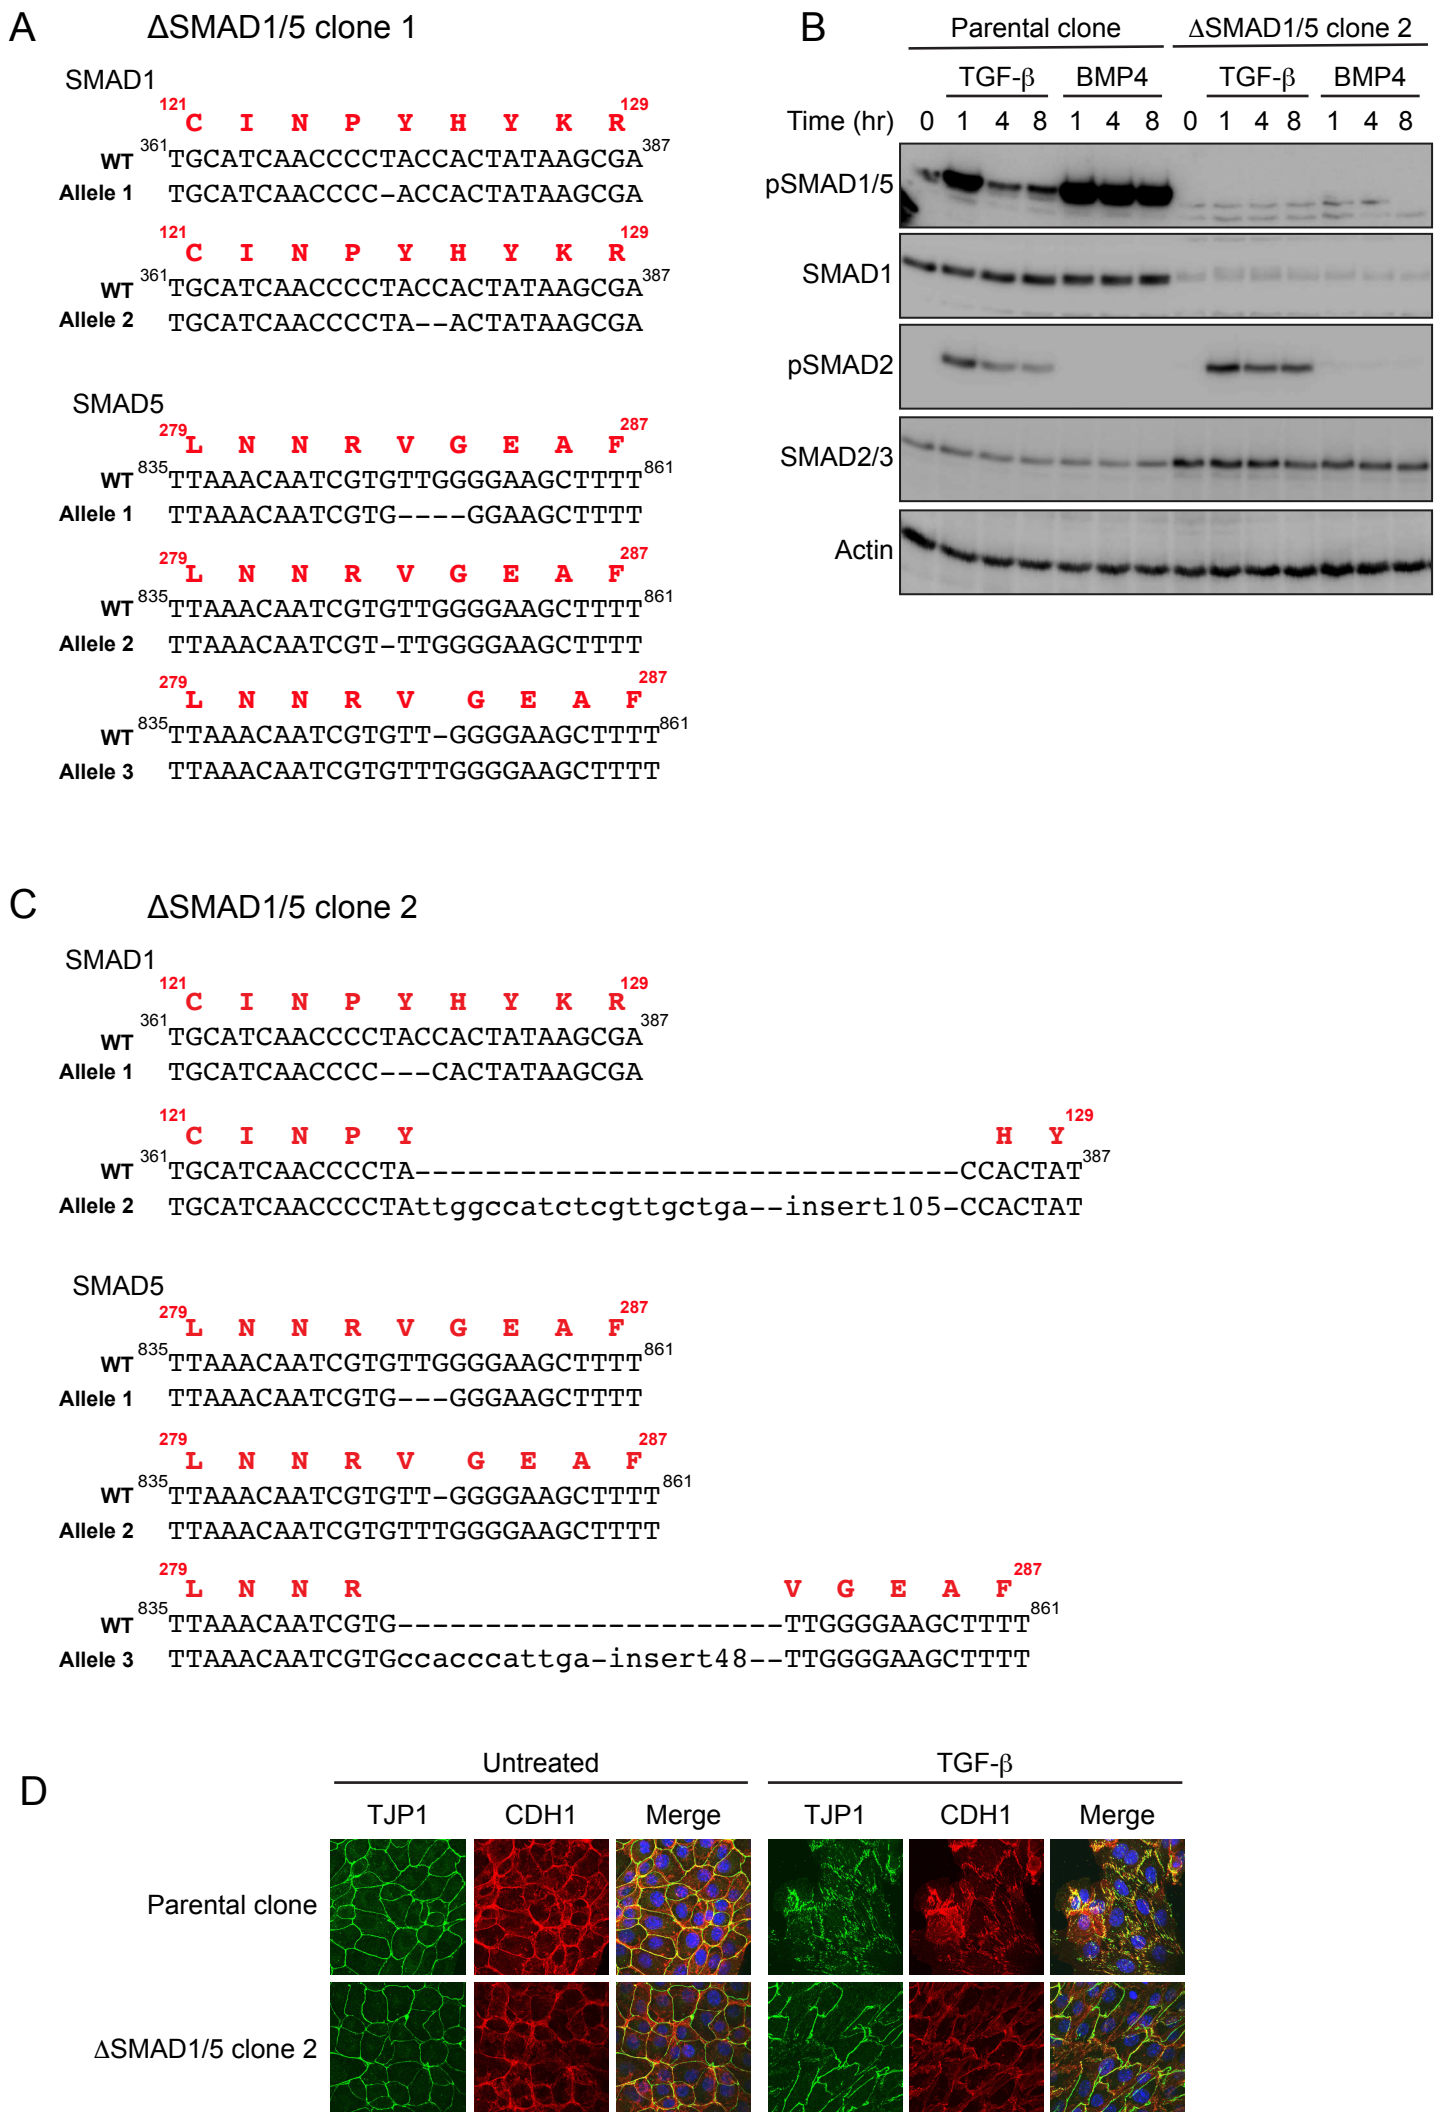 A ΔSMAD1/5 clone 1
SMAD1
121 C I N P Y H Y K R 129
WT 361 TGCATCAACCCCTACCACTATAAGCGA 387
Allele 1 TGCATCAACCCC–ACCACTATAAGCGA
121 C I N P Y H Y K R 129
WT 361 TGCATCAACCCCTACCACTATAAGCGA 387
Allele 2 TGCATCAACCCCTA––ACTATAAGCGA
SMAD5
279 L N N R V G E A F 287
WT 835 TTAAACAATCGTGTTGGGGAAGCTTTT 861
Allele 1 TTAAACAATCGTG––––GGAAGCTTTT
279 L N N R V G E A F 287
WT 835 TTAAACAATCGTGTTGGGGAAGCTTTT 861
Allele 2 TTAAACAATCGT–TTGGGGAAGCTTTT
279 L N N R V G E A F 287
WT 835 TTAAACAATCGTGTT–GGGGAAGCTTTT 861
Allele 3 TTAAACAATCGTGTTTGGGGAAGCTTTT
B Parental clone ΔSMAD1/5 clone 2
TGF-β BMP4 TGF-β BMP4
Time (hr) 0 1 4 8 1 4 8 0 1 4 8 1 4 8
pSMAD1/5
SMAD1
pSMAD2
SMAD2/3
Actin
C ΔSMAD1/5 clone 2
SMAD1
121 C I N P Y H Y K R 129
WT 361 TGCATCAACCCCTACCACTATAAGCGA 387
Allele 1 TGCATCAACCCC–––CACTATAAGCGA
121 C I N P Y H Y 129
WT 361 TGCATCAACCCCTA–––––––––––––––––––––––––––––––CCACTAT 387
Allele 2 TGCATCAACCCCTAttggccatctcgttgctga––insert105–CCACTAT
SMAD5
279 L N N R V G E A F 287
WT 835 TTAAACAATCGTGTTGGGGAAGCTTTT 861
Allele 1 TTAAACAATCGTG–––GGGAAGCTTTT
279 L N N R V G E A F 287
WT 835 TTAAACAATCGTGTT–GGGGAAGCTTTT 861
Allele 2 TTAAACAATCGTGTTTGGGGAAGCTTTT
279 L N N R V G E A F 287
WT 835 TTAAACAATCGTG––––––––––––––––––––––TTGGGGAAGCTTTT 861
Allele 3 TTAAACAATCGTGccacccattga–insert48––TTGGGGAAGCTTTT
D Untreated TGF-β
TJP1 CDH1 Merge TJP1 CDH1 Merge
Parental clone
ΔSMAD1/5 clone 2